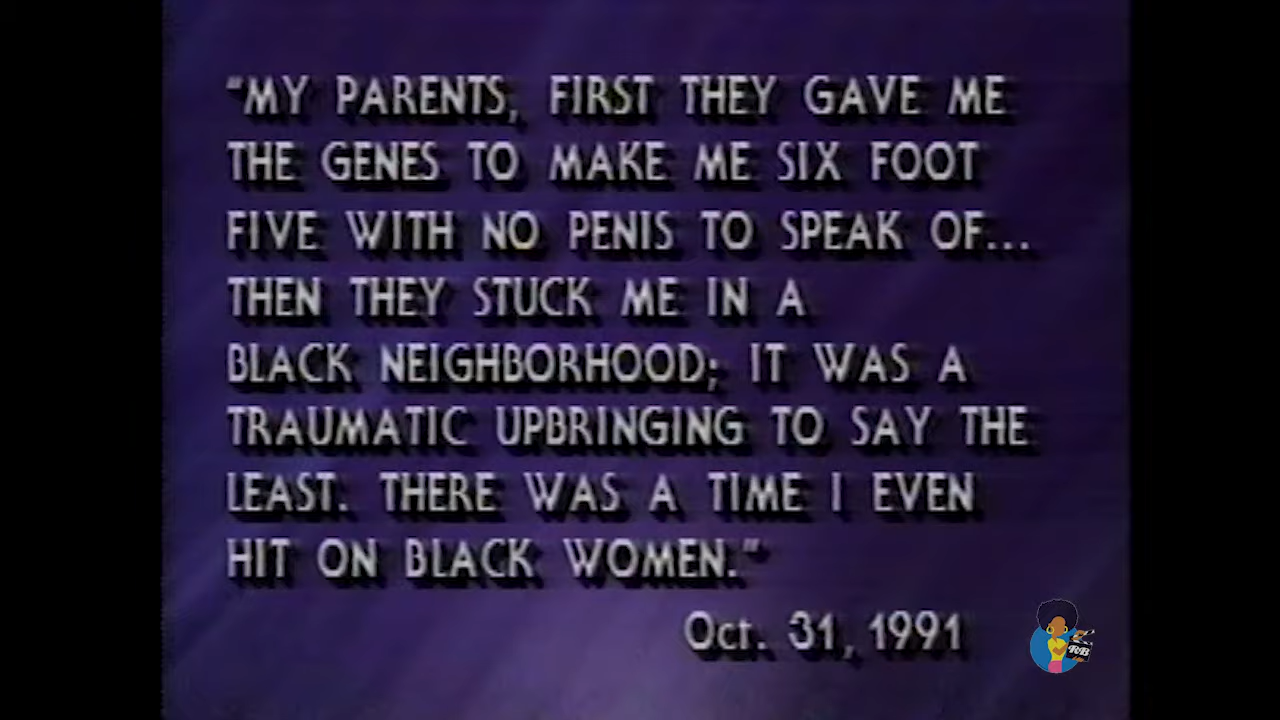 "MY PARENTS, FIRST THEY GAVE ME
THE GENES TO MAKE ME SIX FOOT
FIVE WITH NO PENIS TO SPEAK OF...
THEN THEY STUCK ME IN A
BLACK NEIGHBORHOOD; IT WAS A
TRAUMATIC UPBRINGING TO SAY THE
LEAST. THERE WAS A TIME I EVEN
HIT ON BLACK WOMEN."
Oct. 31, 1991
RB